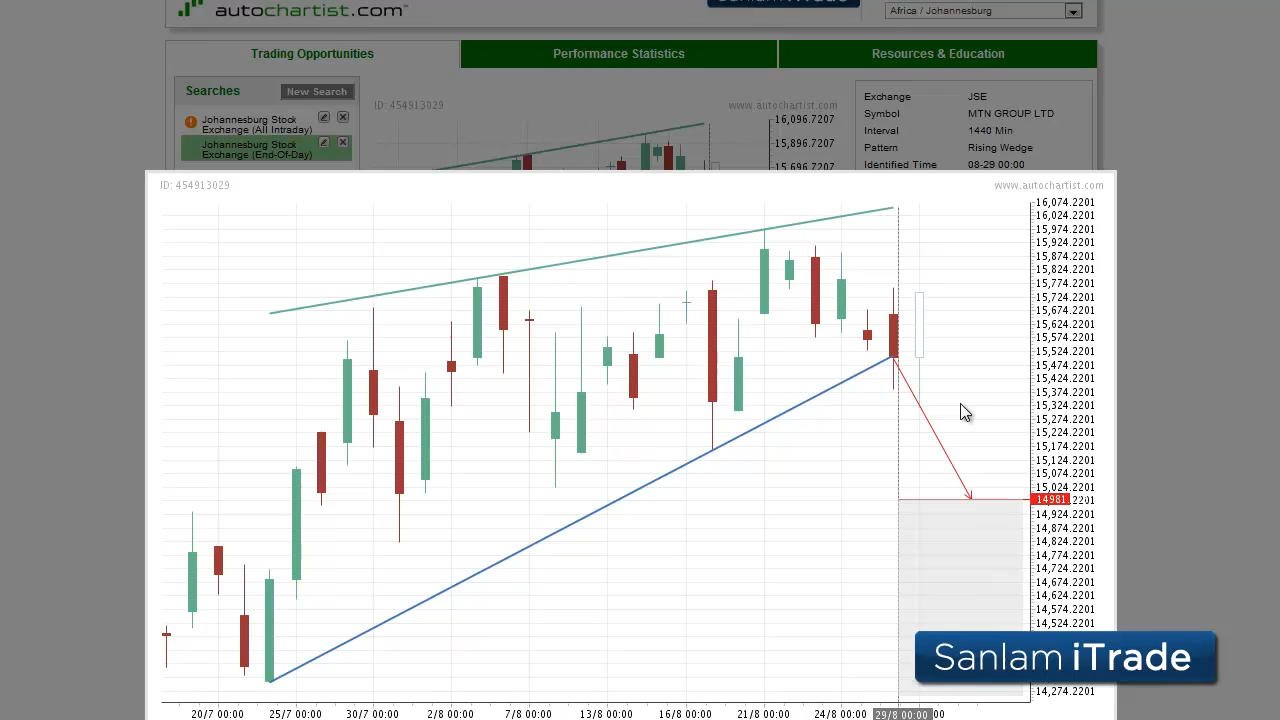 autochartist.com™
Africa / Johannesburg
Trading Opportunities
Performance Statistics
Resources & Education
Searches
New Search
Johannesburg Stock
Exchange (All Intraday)
Johannesburg Stock
Exchange (End-Of-Day)
ID: 454913029
www.autochartist.com
16,096.7207
15,896.7207
15,696.7207
Exchange JSE
Symbol MTN GROUP LTD
Interval 1440 Min
Pattern Rising Wedge
Identified Time 08-29 00:00
ID: 454913029
www.autochartist.com
16,074.2201
16,024.2201
15,974.2201
15,924.2201
15,874.2201
15,824.2201
15,774.2201
15,724.2201
15,674.2201
15,624.2201
15,574.2201
15,524.2201
15,474.2201
15,424.2201
15,374.2201
15,324.2201
15,274.2201
15,224.2201
15,174.2201
15,124.2201
15,074.2201
15,024.2201
14981
14,924.2201
14,874.2201
14,824.2201
14,774.2201
14,724.2201
14,674.2201
14,624.2201
14,574.2201
14,524.2201
14,274.2201
Sanlam iTrade
20/7 00:00
25/7 00:00
30/7 00:00
2/8 00:00
7/8 00:00
13/8 00:00
16/8 00:00
21/8 00:00
24/8 00:00
29/8 00:00